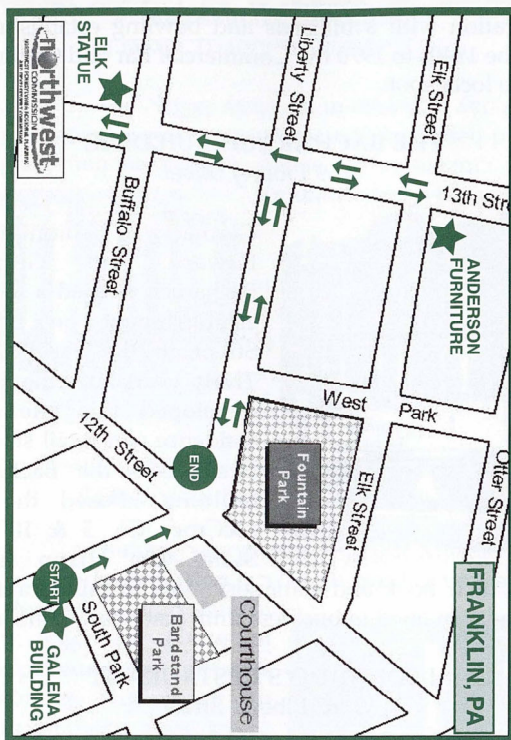 FRANKLIN, PA
ELK
STATUE
Liberty Street
Elk Street
13th Stre
ANDERSON
FURNITURE
Buffalo Street
West Park
Otter Street
12th Street
END
Fountain
Park
Elk Street
Courthouse
START
South Park
Bandstand
Park
GALENA
BUILDING
northwest
COMMISSION